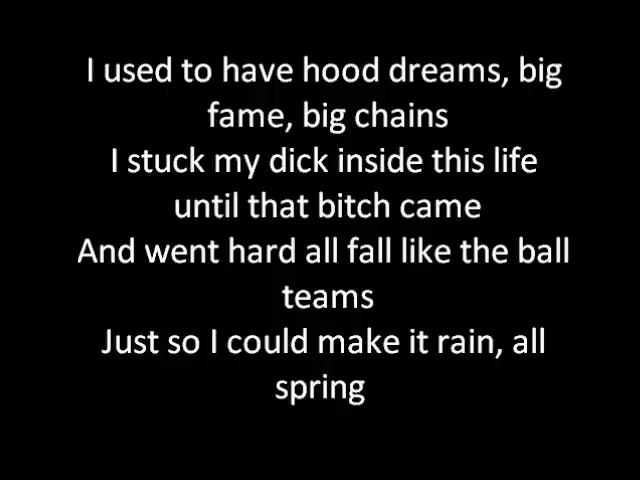 I used to have hood dreams, big
fame, big chains
I stuck my dick inside this life
until that bitch came
And went hard all fall like the ball
teams
Just so I could make it rain, all
spring